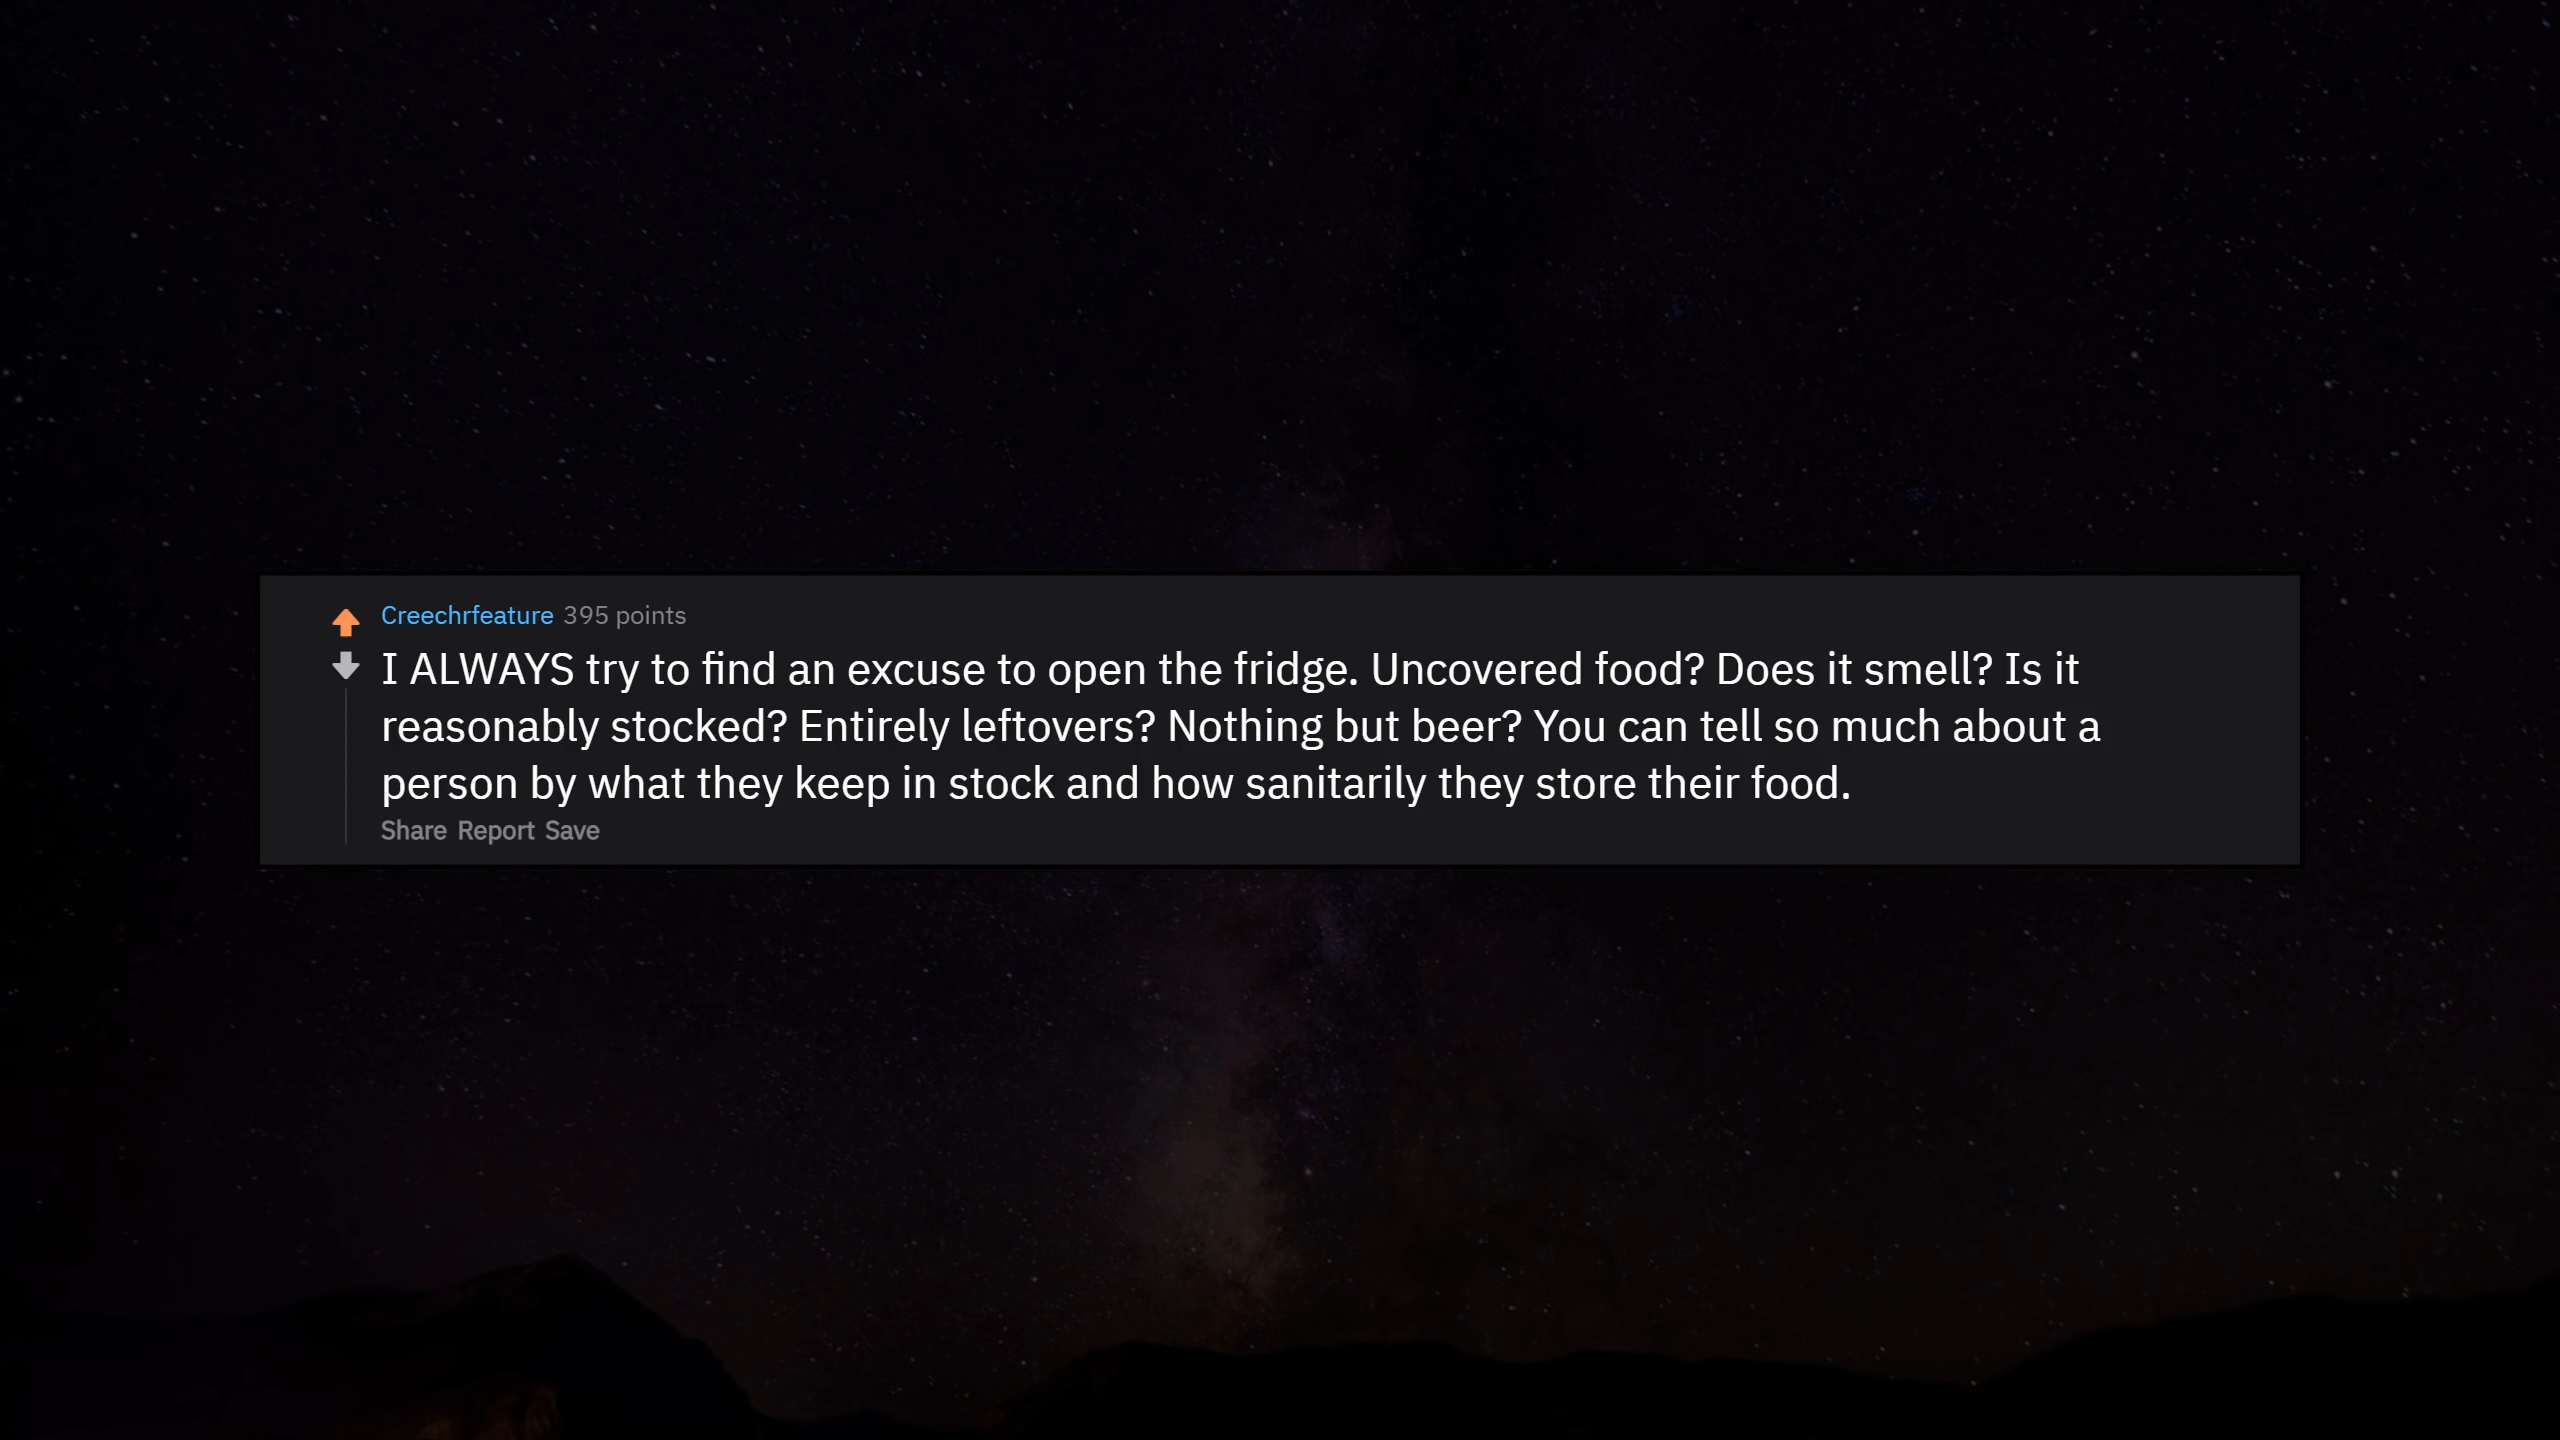 Creechrfeature 395 points
I ALWAYS try to find an excuse to open the fridge. Uncovered food? Does it smell? Is it
reasonably stocked? Entirely leftovers? Nothing but beer? You can tell so much about a
person by what they keep in stock and how sanitarily they store their food.
Share Report Save